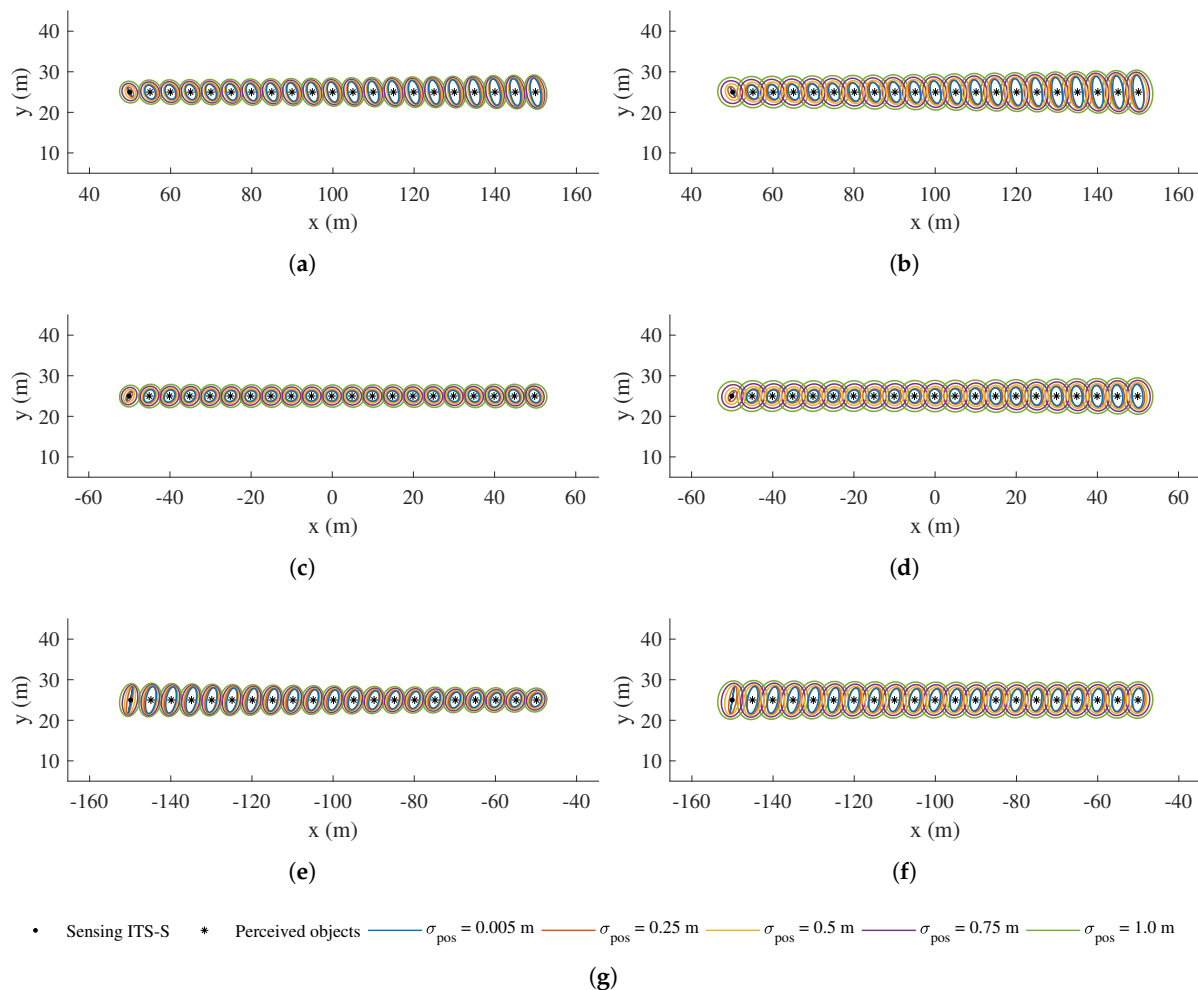 y (m)
40
30
20
10
40
60
80
100
120
140
160
x (m)
(a)
y (m)
40
30
20
10
40
60
80
100
120
140
160
x (m)
(b)
y (m)
40
30
20
10
-60
-40
-20
0
20
40
60
x (m)
(c)
y (m)
40
30
20
10
-60
-40
-20
0
20
40
60
x (m)
(d)
y (m)
40
30
20
10
-160
-140
-120
-100
-80
-60
-40
x (m)
(e)
y (m)
40
30
20
10
-160
-140
-120
-100
-80
-60
-40
x (m)
(f)
Sensing ITS-S
Perceived objects
σpos = 0.005 m
σpos = 0.25 m
σpos = 0.5 m
σpos = 0.75 m
σpos = 1.0 m
(g)